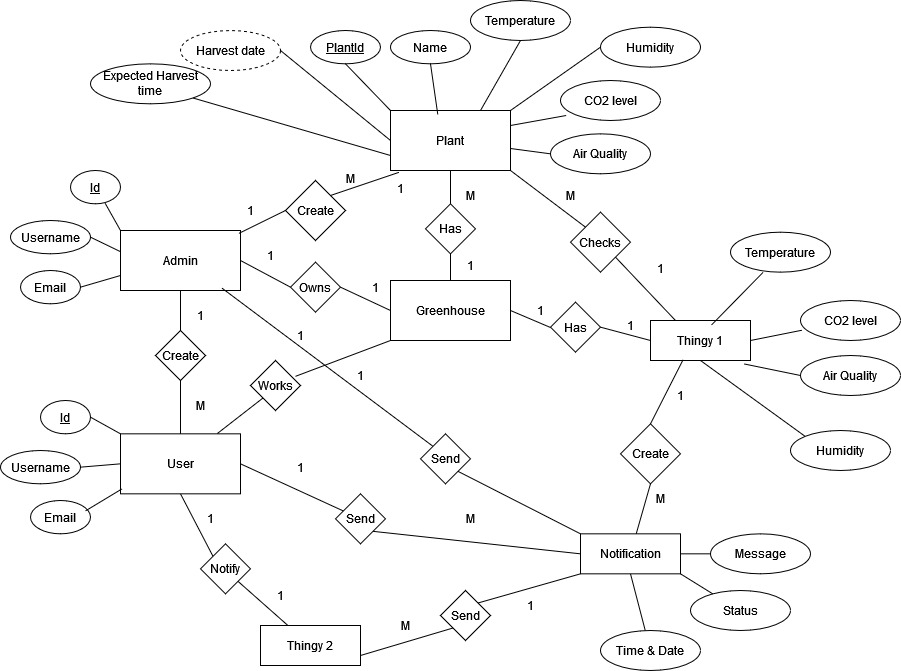 Temperature
Harvest date
PlantId
Name
Humidity
Expected Harvest
time
CO2 level
Plant
Air Quality
M
1
M
M
Id
1
Create
Username
Has
Checks
Admin
1
1
1
Temperature
Email
Owns
1
Greenhouse
1
Has
1
CO2 level
1
Thingy 1
1
Create
Air Quality
1
Works
1
M
Id
Humidity
Username
User
1
Send
Create
M
Email
1
Send
M
Notification
Message
Notify
1
M
Send
1
Status
Thingy 2
Time & Date